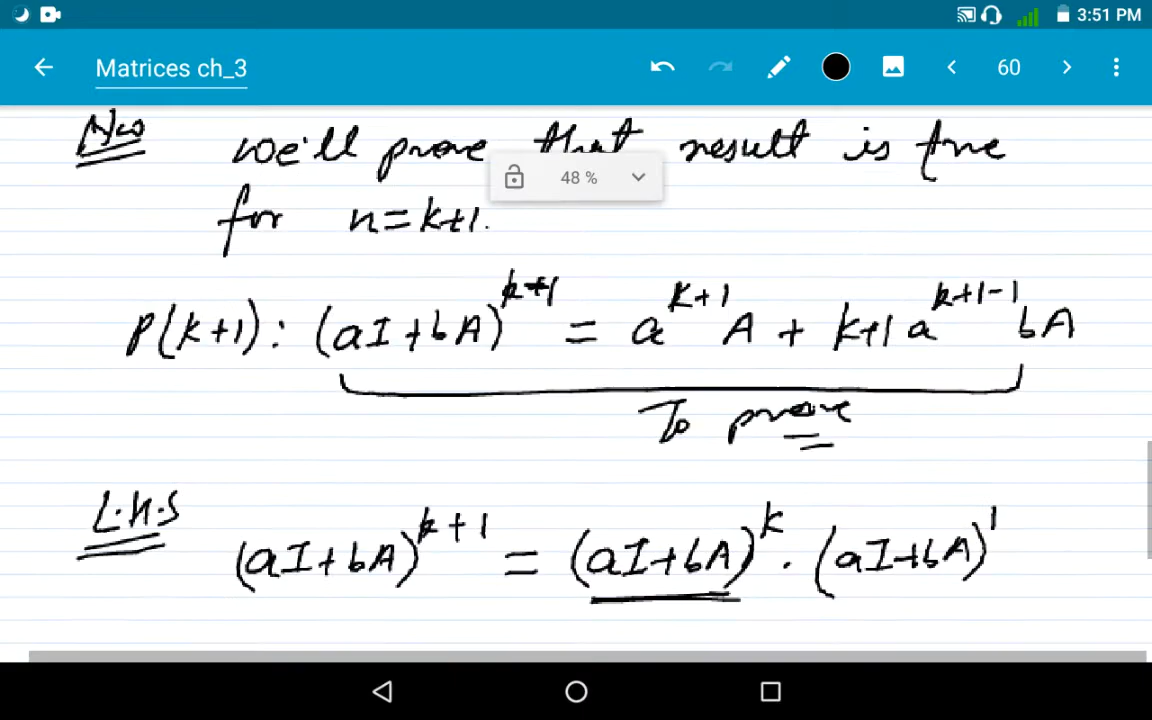 3:51 PM
Matrices ch_3
60
Now we'll prove that result is true
48 %
for n=k+1.
P(k+1): (aI+bA)^{k+1} = a^{k+1} A + k+1 a^{k+1-1} bA
To prove
L.H.S
(aI+bA)^{k+1} = (aI+bA)^k . (aI+bA)^1